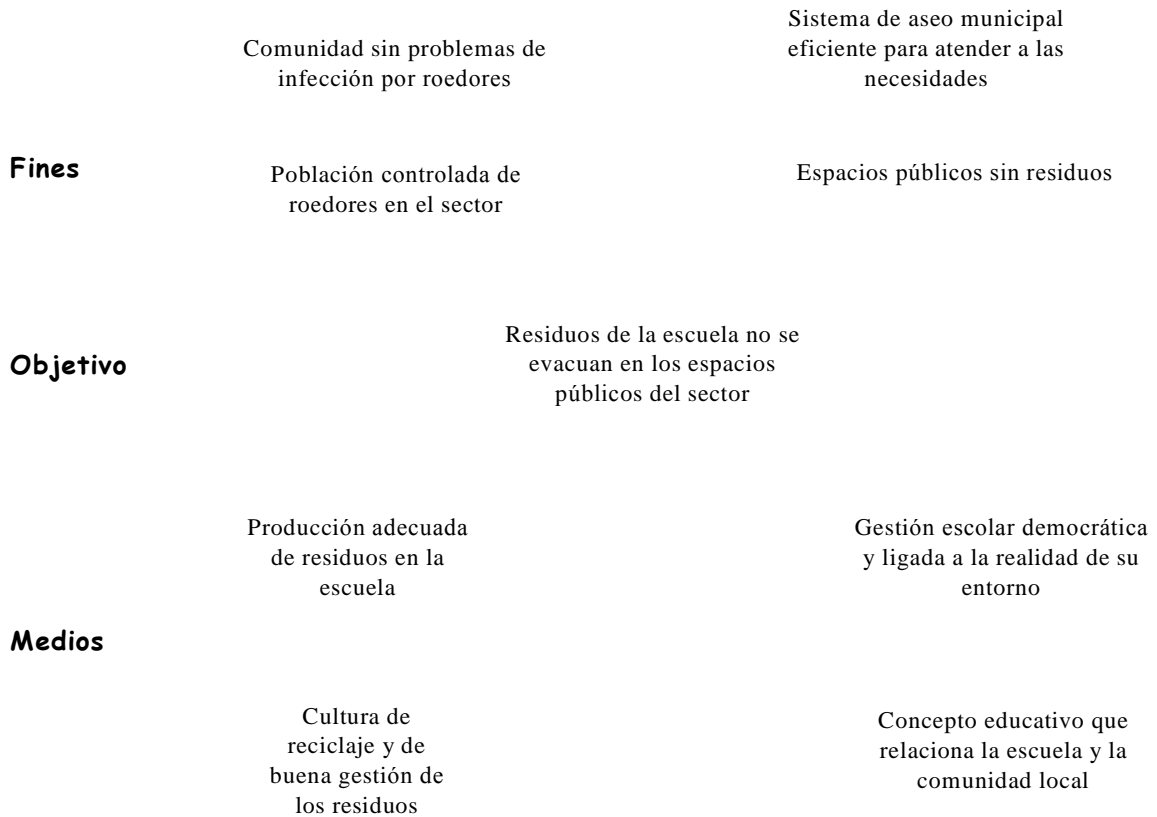 Comunidad sin problemas de
infección por roedores
Sistema de aseo municipal
eficiente para atender a las
necesidades
Fines
Población controlada de
roedores en el sector
Espacios públicos sin residuos
Objetivo
Residuos de la escuela no se
evacuan en los espacios
públicos del sector
Producción adecuada
de residuos en la
escuela
Gestión escolar democrática
y ligada a la realidad de su
entorno
Medios
Cultura de
reciclaje y de
buena gestión de
los residuos
Concepto educativo que
relaciona la escuela y la
comunidad local